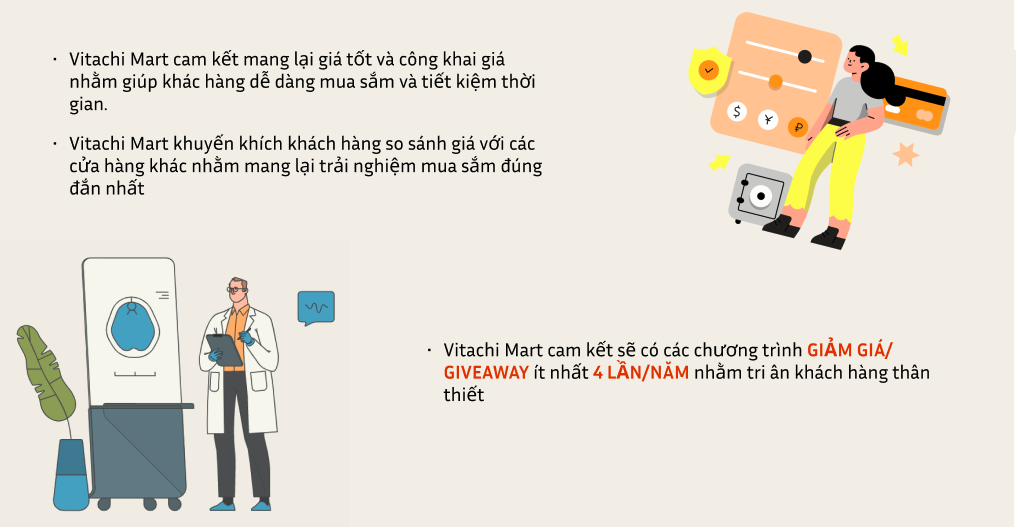 · Vitachi Mart cam kết mang lại giá tốt và công khai giá
nhằm giúp khác hàng dễ dàng mua sắm và tiết kiệm thời
gian.
· Vitachi Mart khuyến khích khách hàng so sánh giá với các
cửa hàng khác nhằm mang lại trải nghiệm mua sắm đúng
đắn nhất
$ ¥ ₽
· Vitachi Mart cam kết sẽ có các chương trình GIẢM GIÁ/
GIVEAWAY ít nhất 4 LẦN/NĂM nhằm tri ân khách hàng thân
thiết